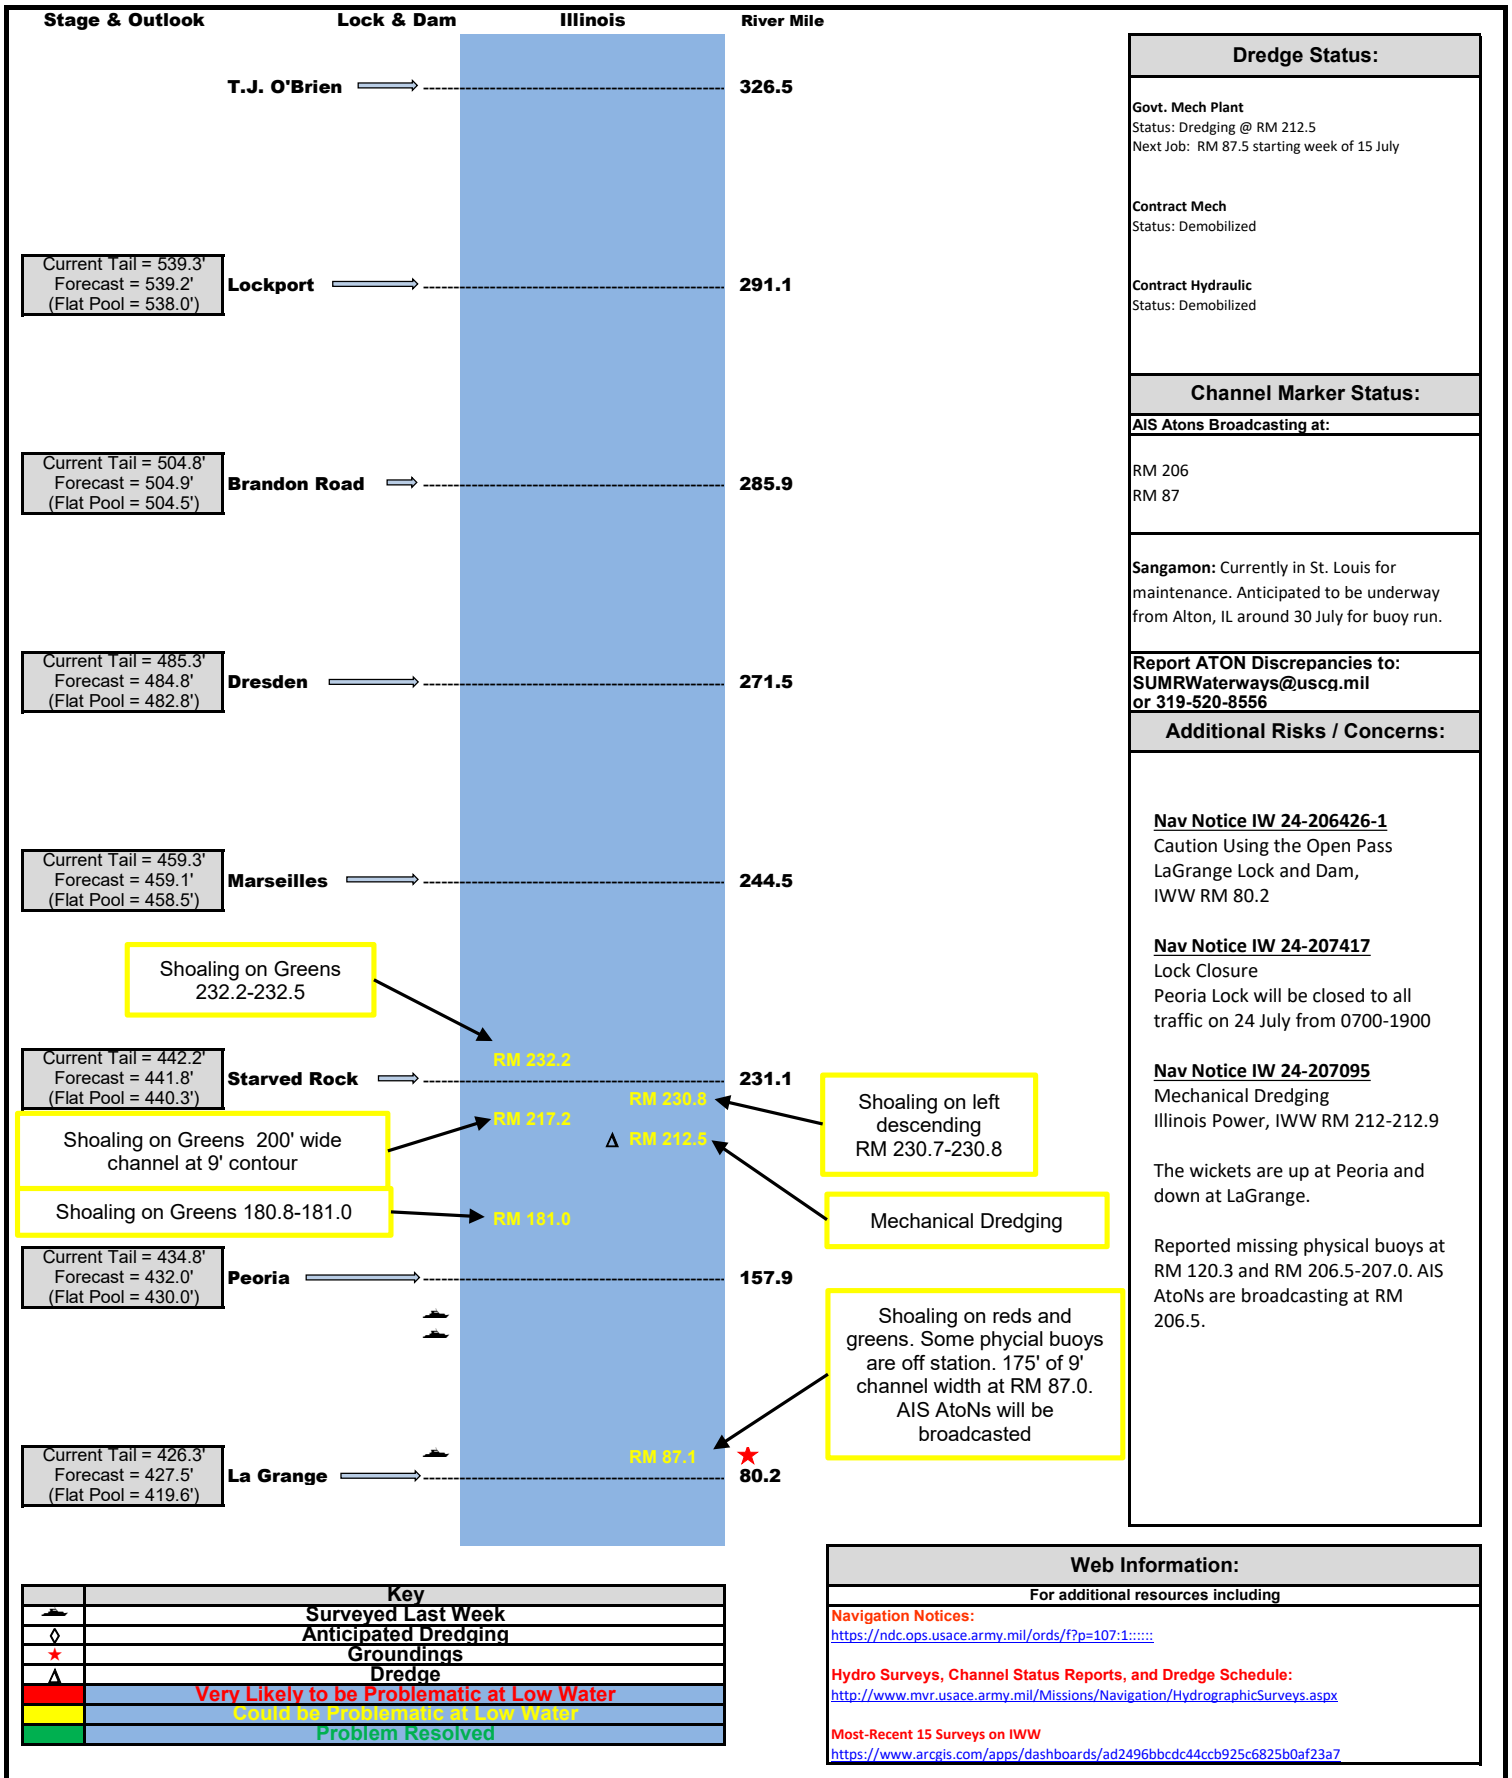 Stage & Outlook Lock & Dam Illinois River Mile
T.J. O'Brien 326.5
Current Tail = 539.3'
Forecast = 539.2'
(Flat Pool = 538.0')
Lockport 291.1
Current Tail = 504.8'
Forecast = 504.9'
(Flat Pool = 504.5')
Brandon Road 285.9
Current Tail = 485.3'
Forecast = 484.8'
(Flat Pool = 482.8')
Dresden 271.5
Current Tail = 459.3'
Forecast = 459.1'
(Flat Pool = 458.5')
Marseilles 244.5
Shoaling on Greens
232.2-232.5
RM 232.2
Current Tail = 442.2'
Forecast = 441.8'
(Flat Pool = 440.3')
Starved Rock 231.1
RM 230.8
Shoaling on left
descending
RM 230.7-230.8
Shoaling on Greens 200' wide
channel at 9' contour
RM 217.2
RM 212.5
Mechanical Dredging
Shoaling on Greens 180.8-181.0
RM 181.0
Current Tail = 434.8'
Forecast = 432.0'
(Flat Pool = 430.0')
Peoria 157.9
Shoaling on reds and
greens. Some phycial buoys
are off station. 175' of 9'
channel width at RM 87.0.
AIS AtoNs will be
broadcasted
RM 87.1
Current Tail = 426.3'
Forecast = 427.5'
(Flat Pool = 419.6')
La Grange 80.2
Key
Surveyed Last Week
Anticipated Dredging
Groundings
Dredge
Very Likely to be Problematic at Low Water
Could be Problematic at Low Water
Problem Resolved
Dredge Status:
Govt. Mech Plant
Status: Dredging @ RM 212.5
Next Job: RM 87.5 starting week of 15 July
Contract Mech
Status: Demobilized
Contract Hydraulic
Status: Demobilized
Channel Marker Status:
AIS Atons Broadcasting at:
RM 206
RM 87
Sangamon: Currently in St. Louis for
maintenance. Anticipated to be underway
from Alton, IL around 30 July for buoy run.
Report ATON Discrepancies to:
SUMRWaterways@uscg.mil
or 319-520-8556
Additional Risks / Concerns:
Nav Notice IW 24-206426-1
Caution Using the Open Pass
LaGrange Lock and Dam,
IWW RM 80.2
Nav Notice IW 24-207417
Lock Closure
Peoria Lock will be closed to all
traffic on 24 July from 0700-1900
Nav Notice IW 24-207095
Mechanical Dredging
Illinois Power, IWW RM 212-212.9
The wickets are up at Peoria and
down at LaGrange.
Reported missing physical buoys at
RM 120.3 and RM 206.5-207.0. AIS
AtoNs are broadcasting at RM
206.5.
Web Information:
For additional resources including
Navigation Notices:
https://ndc.ops.usace.army.mil/ords/f?p=107:1::::::
Hydro Surveys, Channel Status Reports, and Dredge Schedule:
http://www.mvr.usace.army.mil/Missions/Navigation/HydrographicSurveys.aspx
Most-Recent 15 Surveys on IWW
https://www.arcgis.com/apps/dashboards/ad2496bbcdc44ccb925c6825b0af23a7